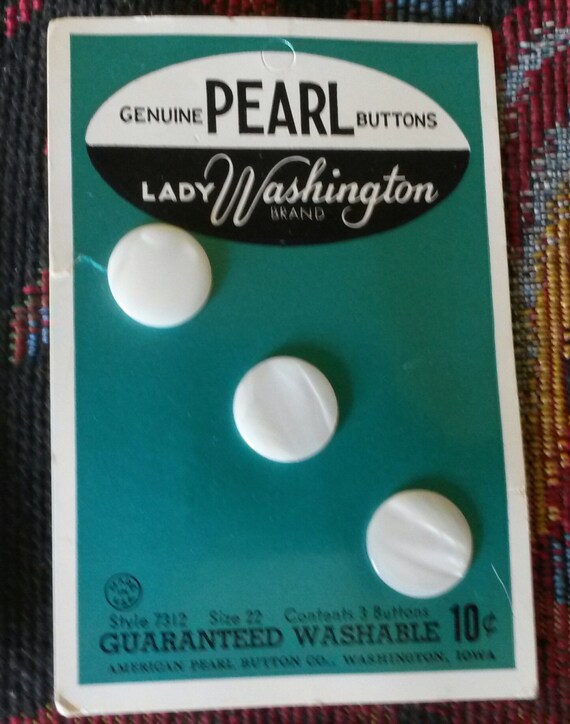 GENUINE PEARL BUTTONS
LADY Washington
BRAND
Style 7312 Size 22 Contents 3 Buttons
GUARANTEED WASHABLE 10¢
AMERICAN PEARL BUTTON CO., WASHINGTON, IOWA